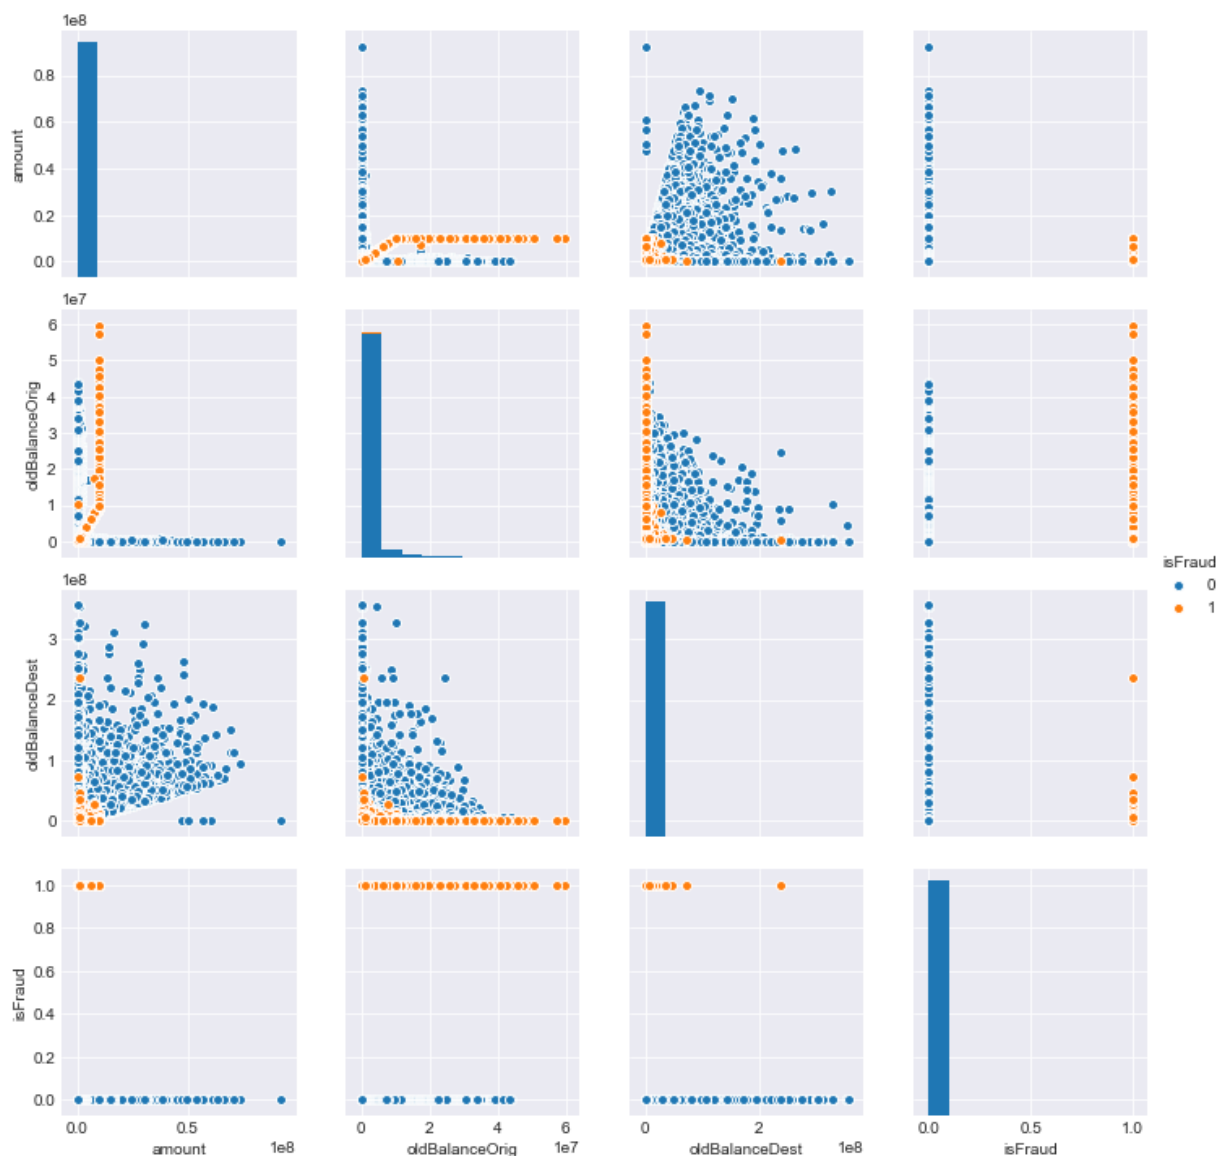 1e8
0.8
0.6
0.4
0.2
0.0
amount
1e7
6
5
4
3
2
1
0
oldBalanceOrig
isFraud
0
1
1e8
3
2
1
0
oldBalanceDest
1.0
0.8
0.6
0.4
0.2
0.0
isFraud
0.0 0.5 0 2 4 6 0 2 0.0 0.5 1.0
amount 1e8 oldBalanceOrig 1e7 oldBalanceDest 1e8 isFraud